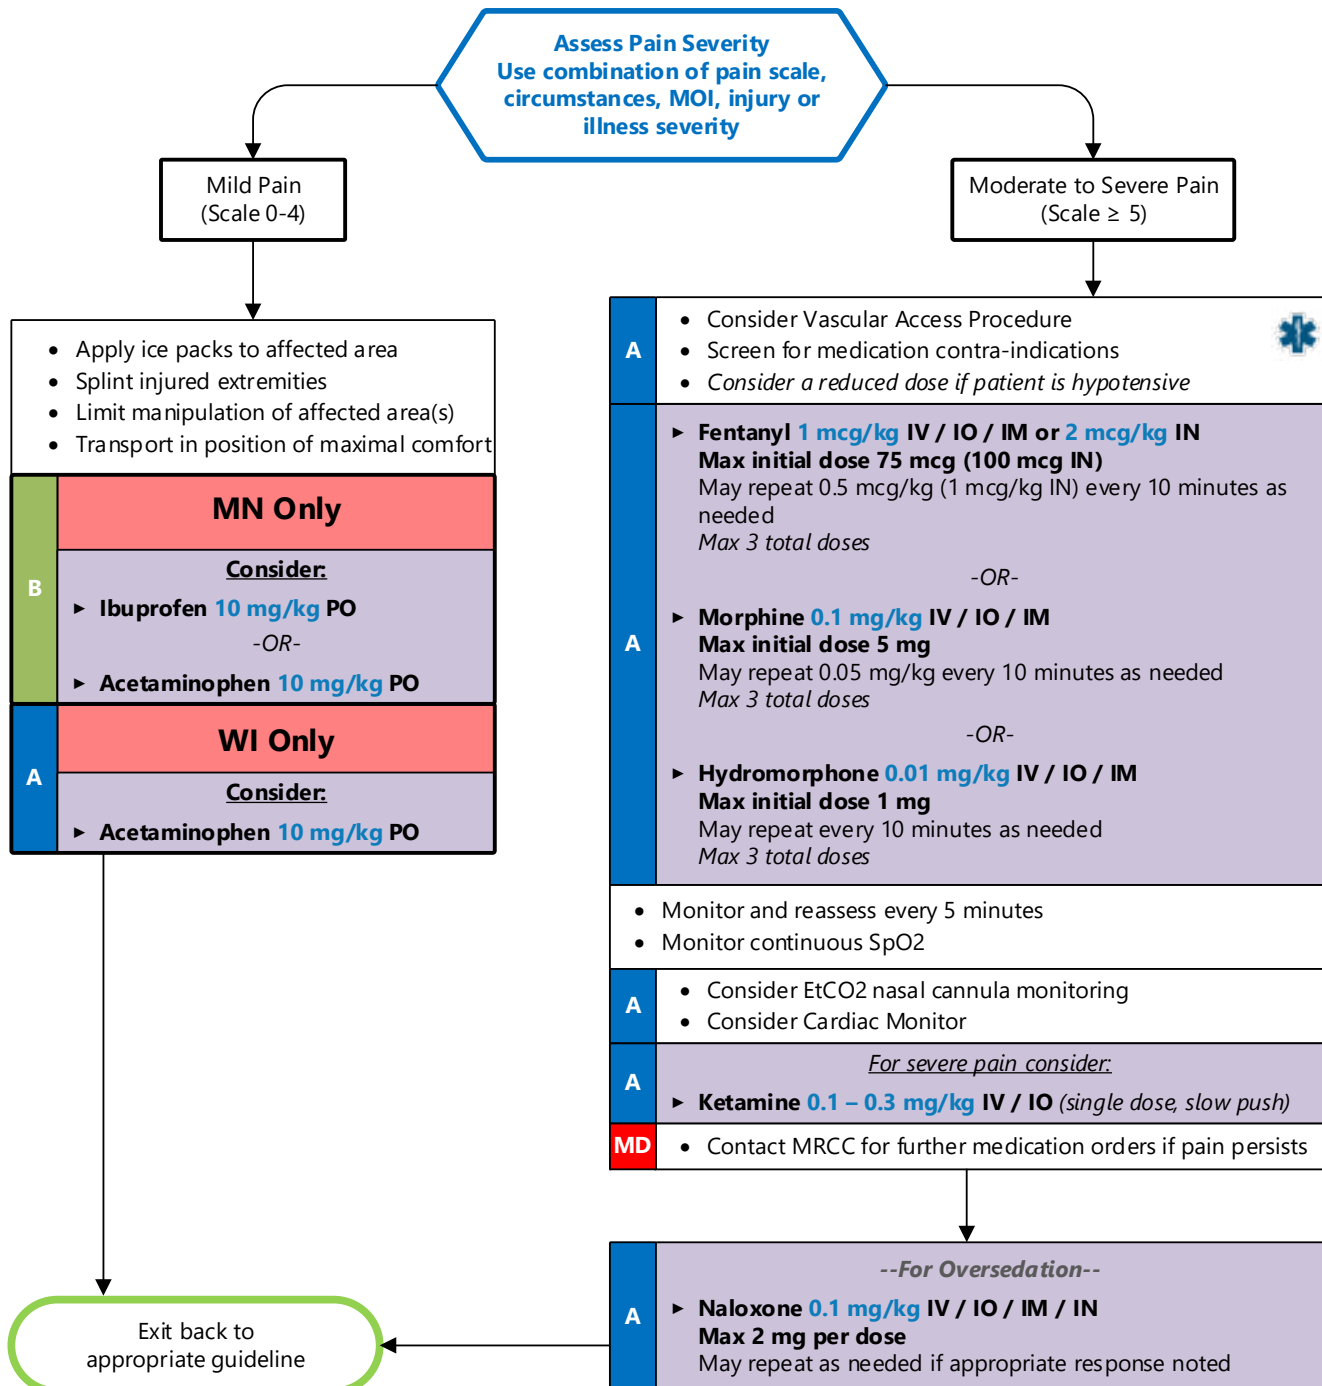 Assess Pain Severity
Use combination of pain scale,
circumstances, MOI, injury or
illness severity
Mild Pain
(Scale 0-4)
Moderate to Severe Pain
(Scale ≥ 5)
• Apply ice packs to affected area
• Splint injured extremities
• Limit manipulation of affected area(s)
• Transport in position of maximal comfort
B
MN Only
Consider:
► Ibuprofen 10 mg/kg PO
-OR-
► Acetaminophen 10 mg/kg PO
A
WI Only
Consider:
► Acetaminophen 10 mg/kg PO
A
• Consider Vascular Access Procedure
• Screen for medication contra-indications
• Consider a reduced dose if patient is hypotensive
A
► Fentanyl 1 mcg/kg IV / IO / IM or 2 mcg/kg IN
Max initial dose 75 mcg (100 mcg IN)
May repeat 0.5 mcg/kg (1 mcg/kg IN) every 10 minutes as
needed
Max 3 total doses
-OR-
► Morphine 0.1 mg/kg IV / IO / IM
Max initial dose 5 mg
May repeat 0.05 mg/kg every 10 minutes as needed
Max 3 total doses
-OR-
► Hydromorphone 0.01 mg/kg IV / IO / IM
Max initial dose 1 mg
May repeat every 10 minutes as needed
Max 3 total doses
• Monitor and reassess every 5 minutes
• Monitor continuous SpO2
A
• Consider EtCO2 nasal cannula monitoring
• Consider Cardiac Monitor
A
For severe pain consider:
► Ketamine 0.1 – 0.3 mg/kg IV / IO (single dose, slow push)
MD
• Contact MRCC for further medication orders if pain persists
A
--For Oversedation--
► Naloxone 0.1 mg/kg IV / IO / IM / IN
Max 2 mg per dose
May repeat as needed if appropriate response noted
Exit back to
appropriate guideline